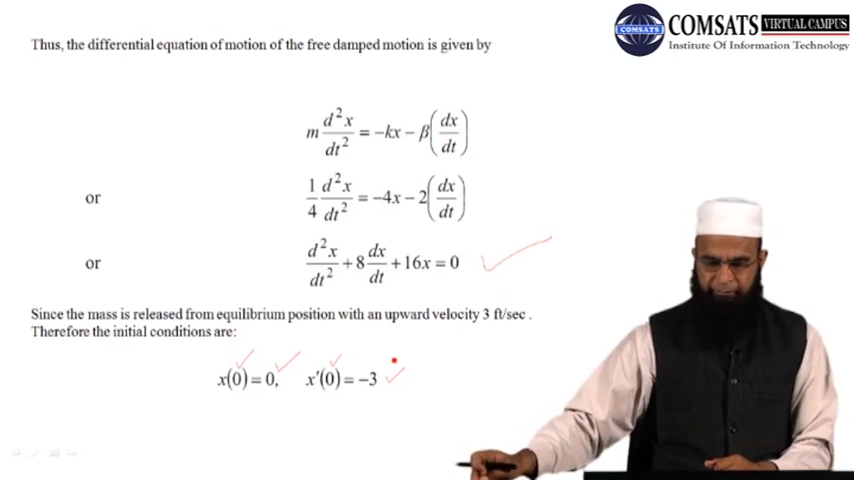 COMSATS VIRTUAL CAMPUS
COMSATS
Institute Of Information Technology
Thus, the differential equation of motion of the free damped motion is given by
m d²x/dt² = −kx − β(dx/dt)
or 1/4 d²x/dt² = −4x − 2(dx/dt)
or d²x/dt² + 8 dx/dt + 16x = 0
Since the mass is released from equilibrium position with an upward velocity 3 ft/sec .
Therefore the initial conditions are:
x(0) = 0, x′(0) = −3